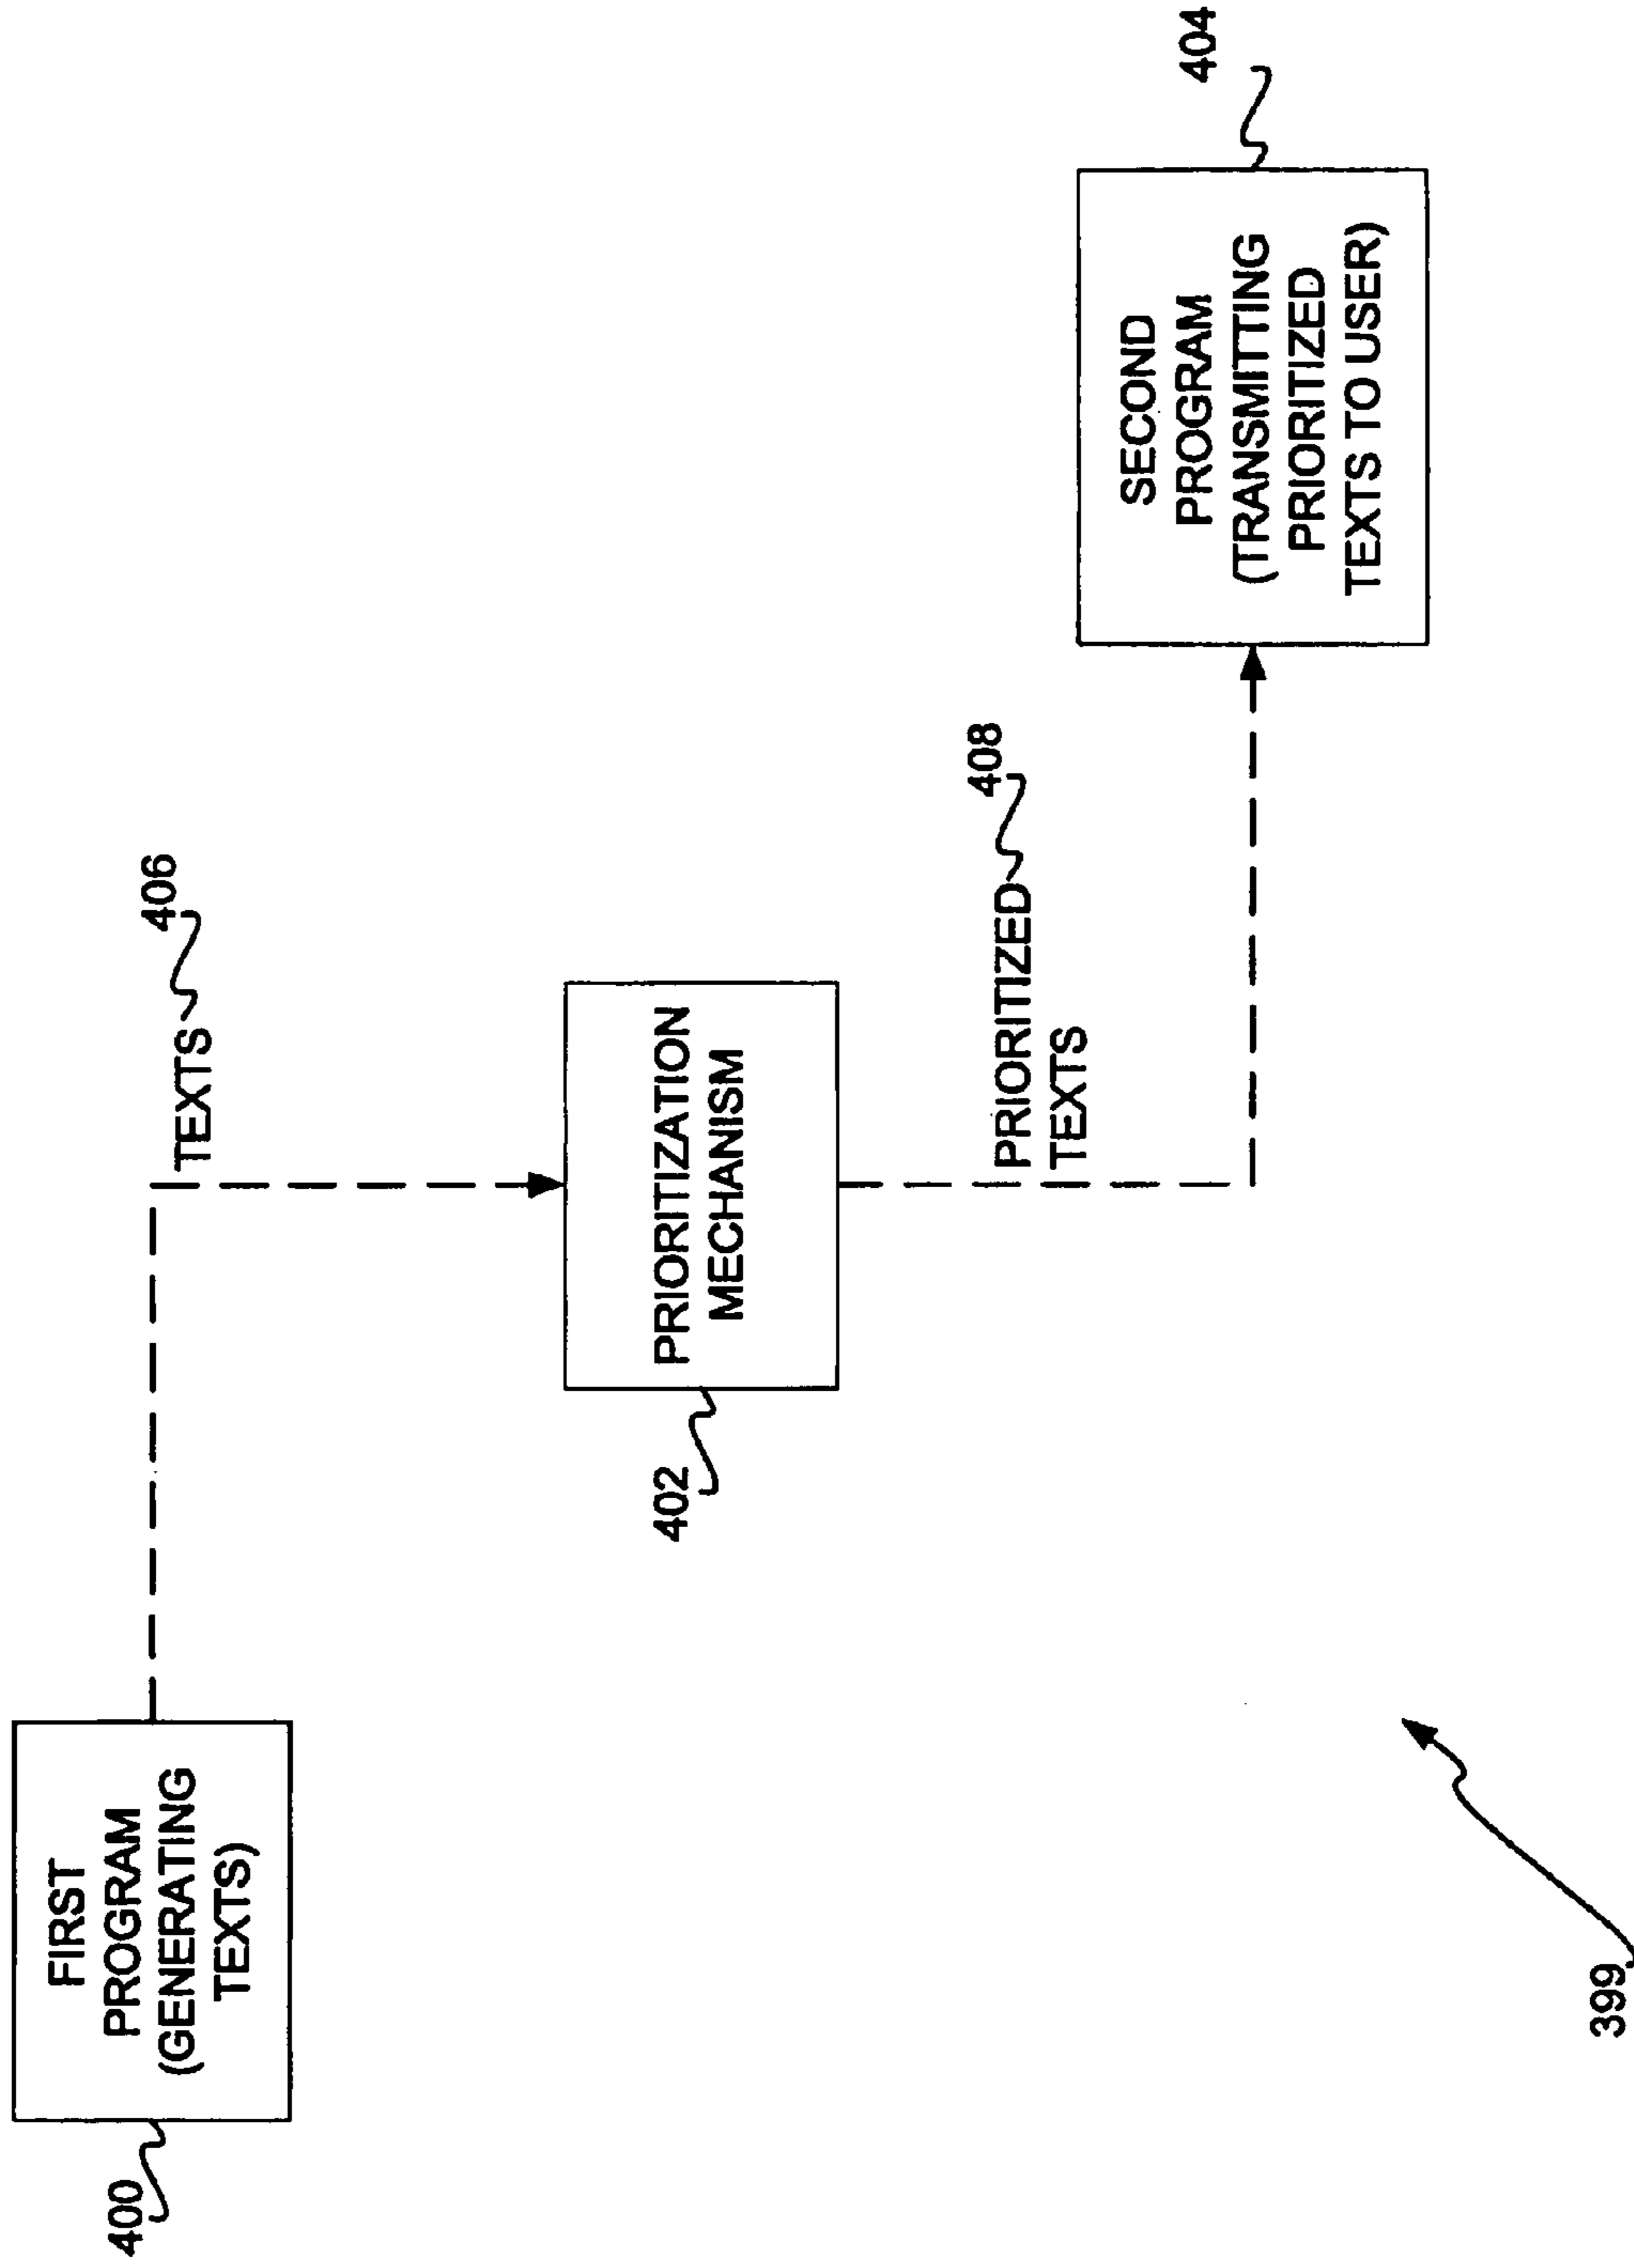 400
FIRST
PROGRAM
(GENERATING
TEXTS)
TEXTS
406
402
PRIORITIZATION
MECHANISM
PRIORITIZED
TEXTS
408
SECOND
PROGRAM
(TRANSMITTING
PRIORITIZED
TEXTS TO USER)
404
399